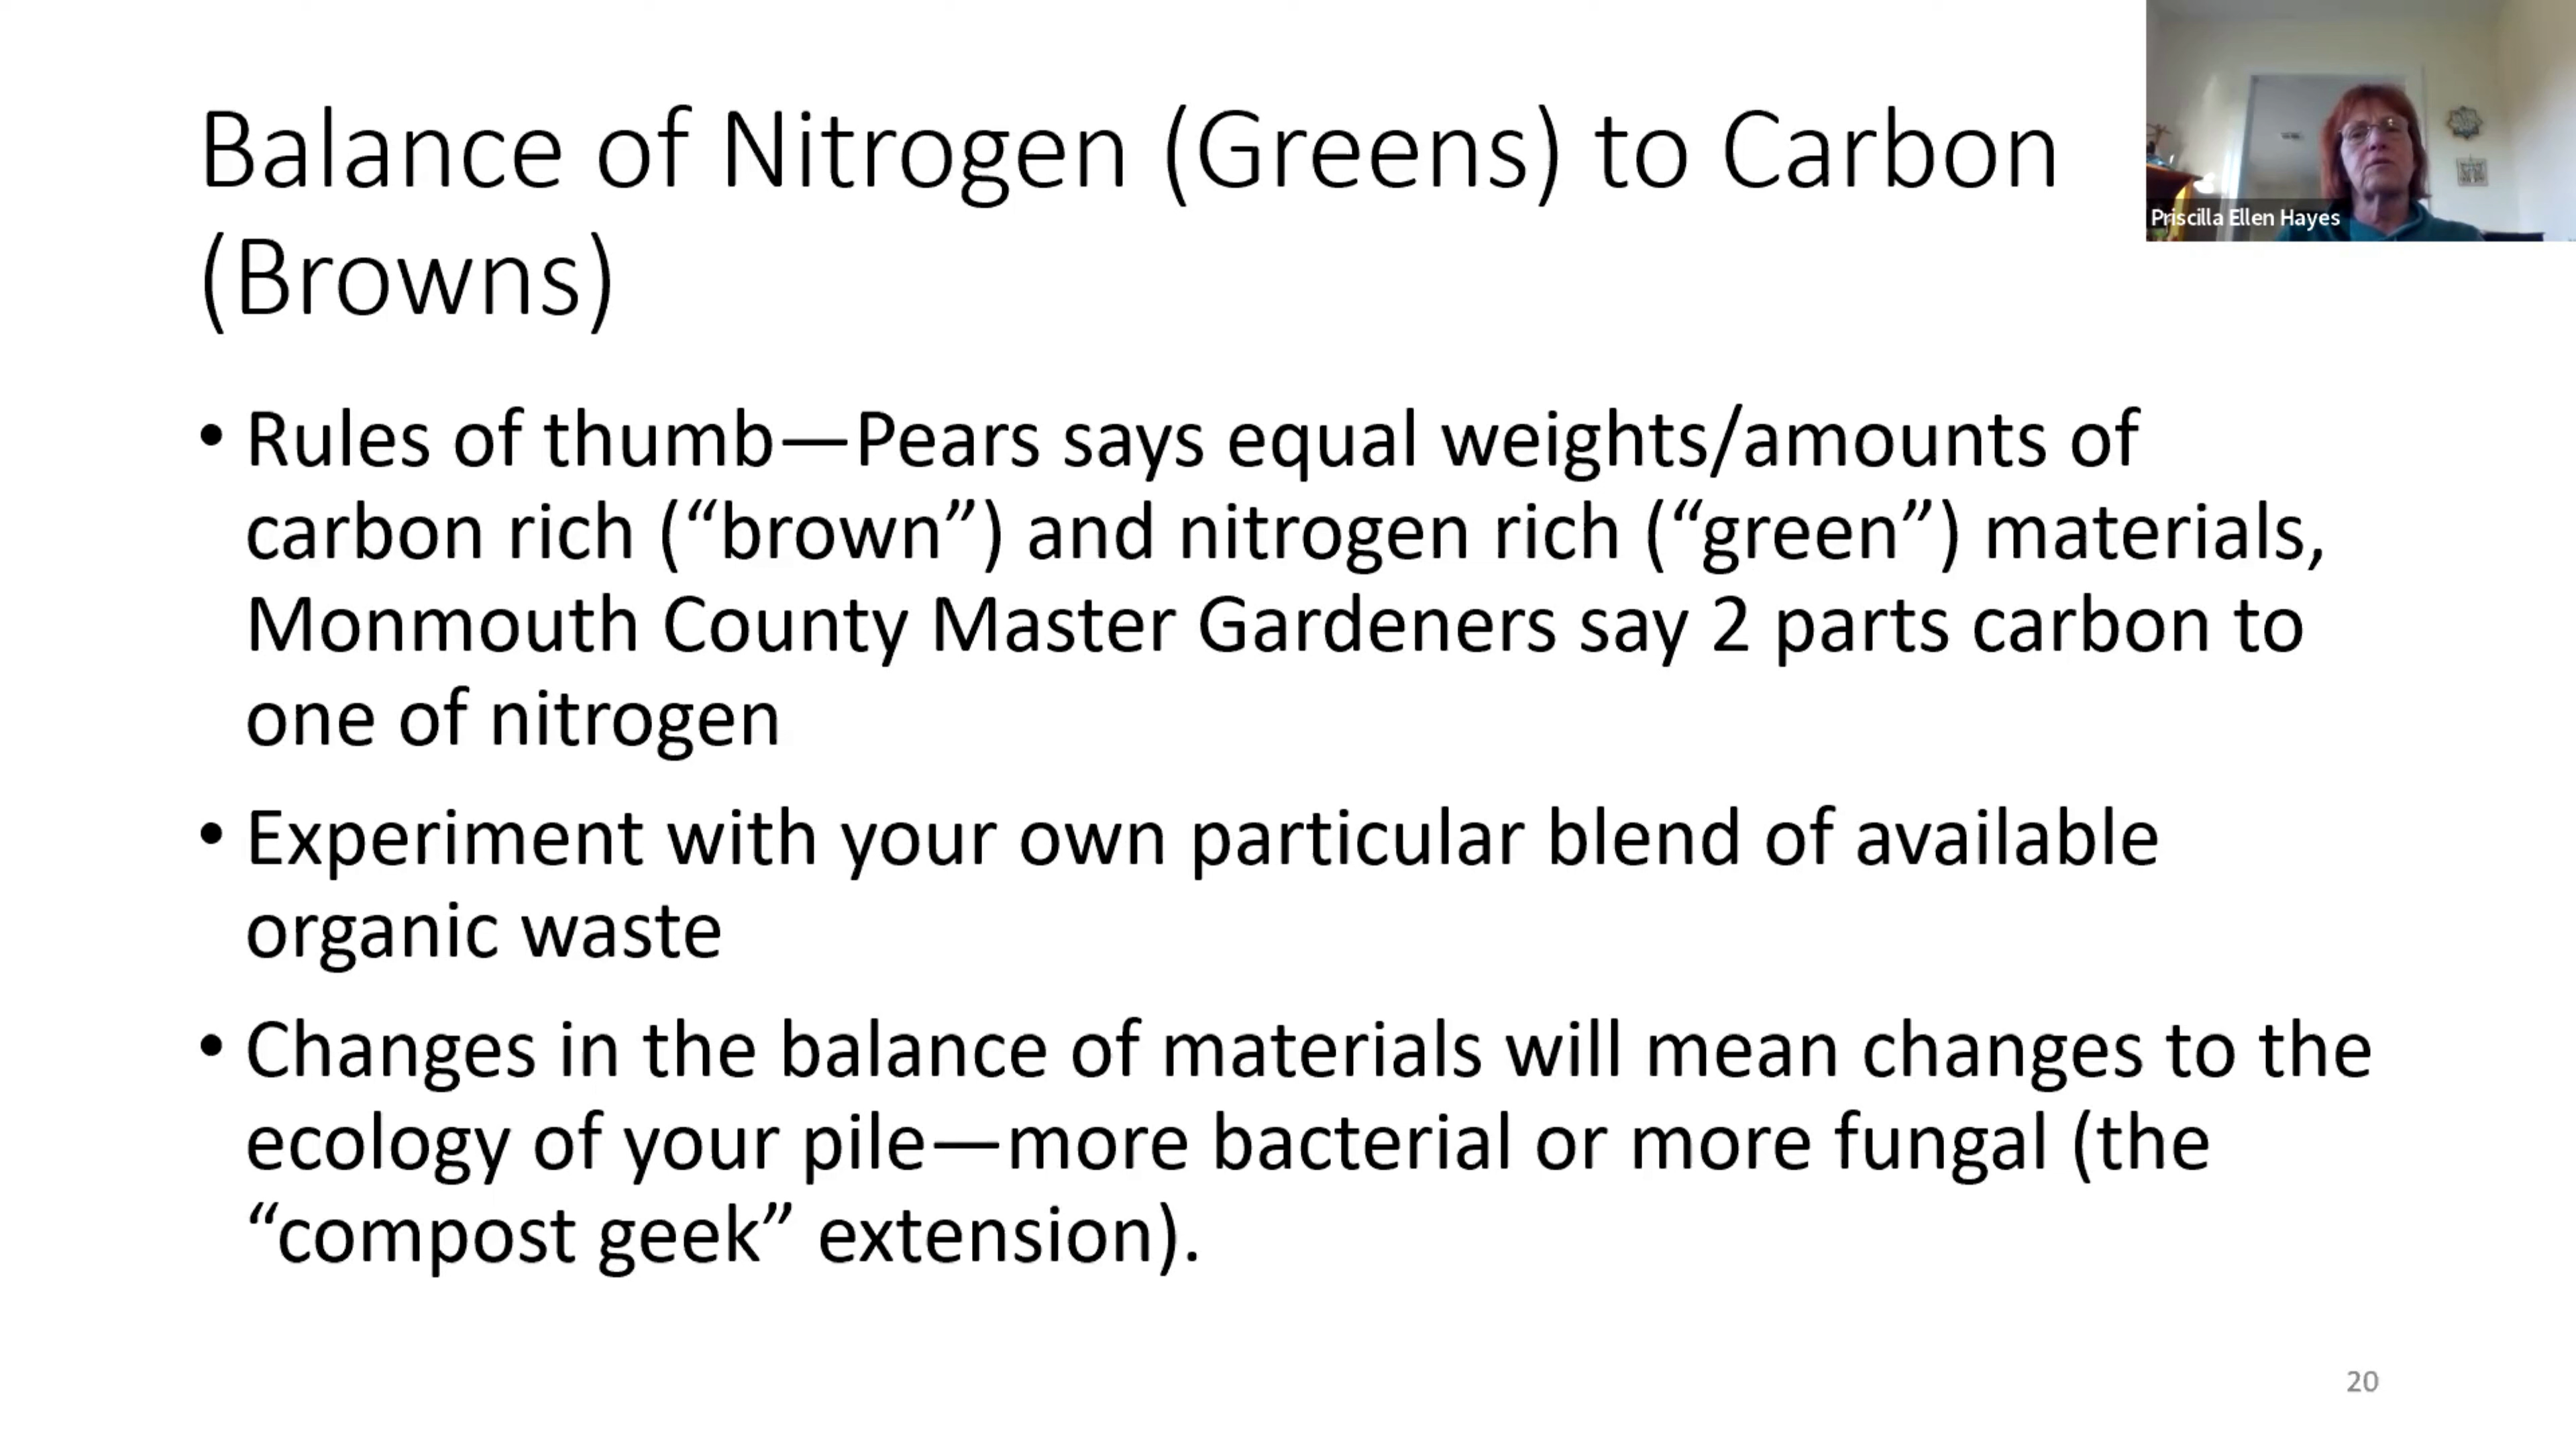 Balance of Nitrogen (Greens) to Carbon
(Browns)
Priscilla Ellen Hayes
• Rules of thumb—Pears says equal weights/amounts of
carbon rich (“brown”) and nitrogen rich (“green”) materials,
Monmouth County Master Gardeners say 2 parts carbon to
one of nitrogen
• Experiment with your own particular blend of available
organic waste
• Changes in the balance of materials will mean changes to the
ecology of your pile—more bacterial or more fungal (the
“compost geek” extension).
20